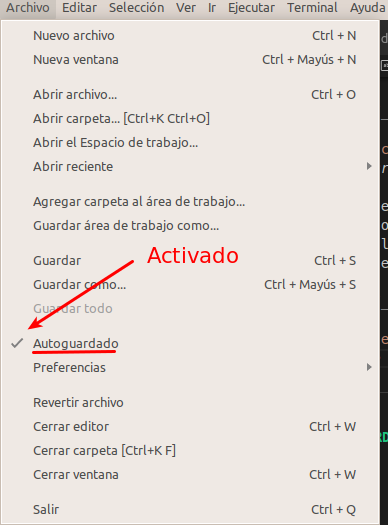 Archivo Editar Selección Ver Ir Ejecutar Terminal Ayuda
Nuevo archivo Ctrl + N
Nueva ventana Ctrl + Mayús + N
Abrir archivo... Ctrl + O
Abrir carpeta... [Ctrl+K Ctrl+O]
Abrir el Espacio de trabajo...
Abrir reciente
Agregar carpeta al área de trabajo...
Guardar área de trabajo como...
Activado
Guardar Ctrl + S
Guardar como... Ctrl + Mayús + S
Guardar todo
Autoguardado
Preferencias
Revertir archivo
Cerrar editor Ctrl + W
Cerrar carpeta [Ctrl+K F]
Cerrar ventana Ctrl + W
Salir Ctrl + Q